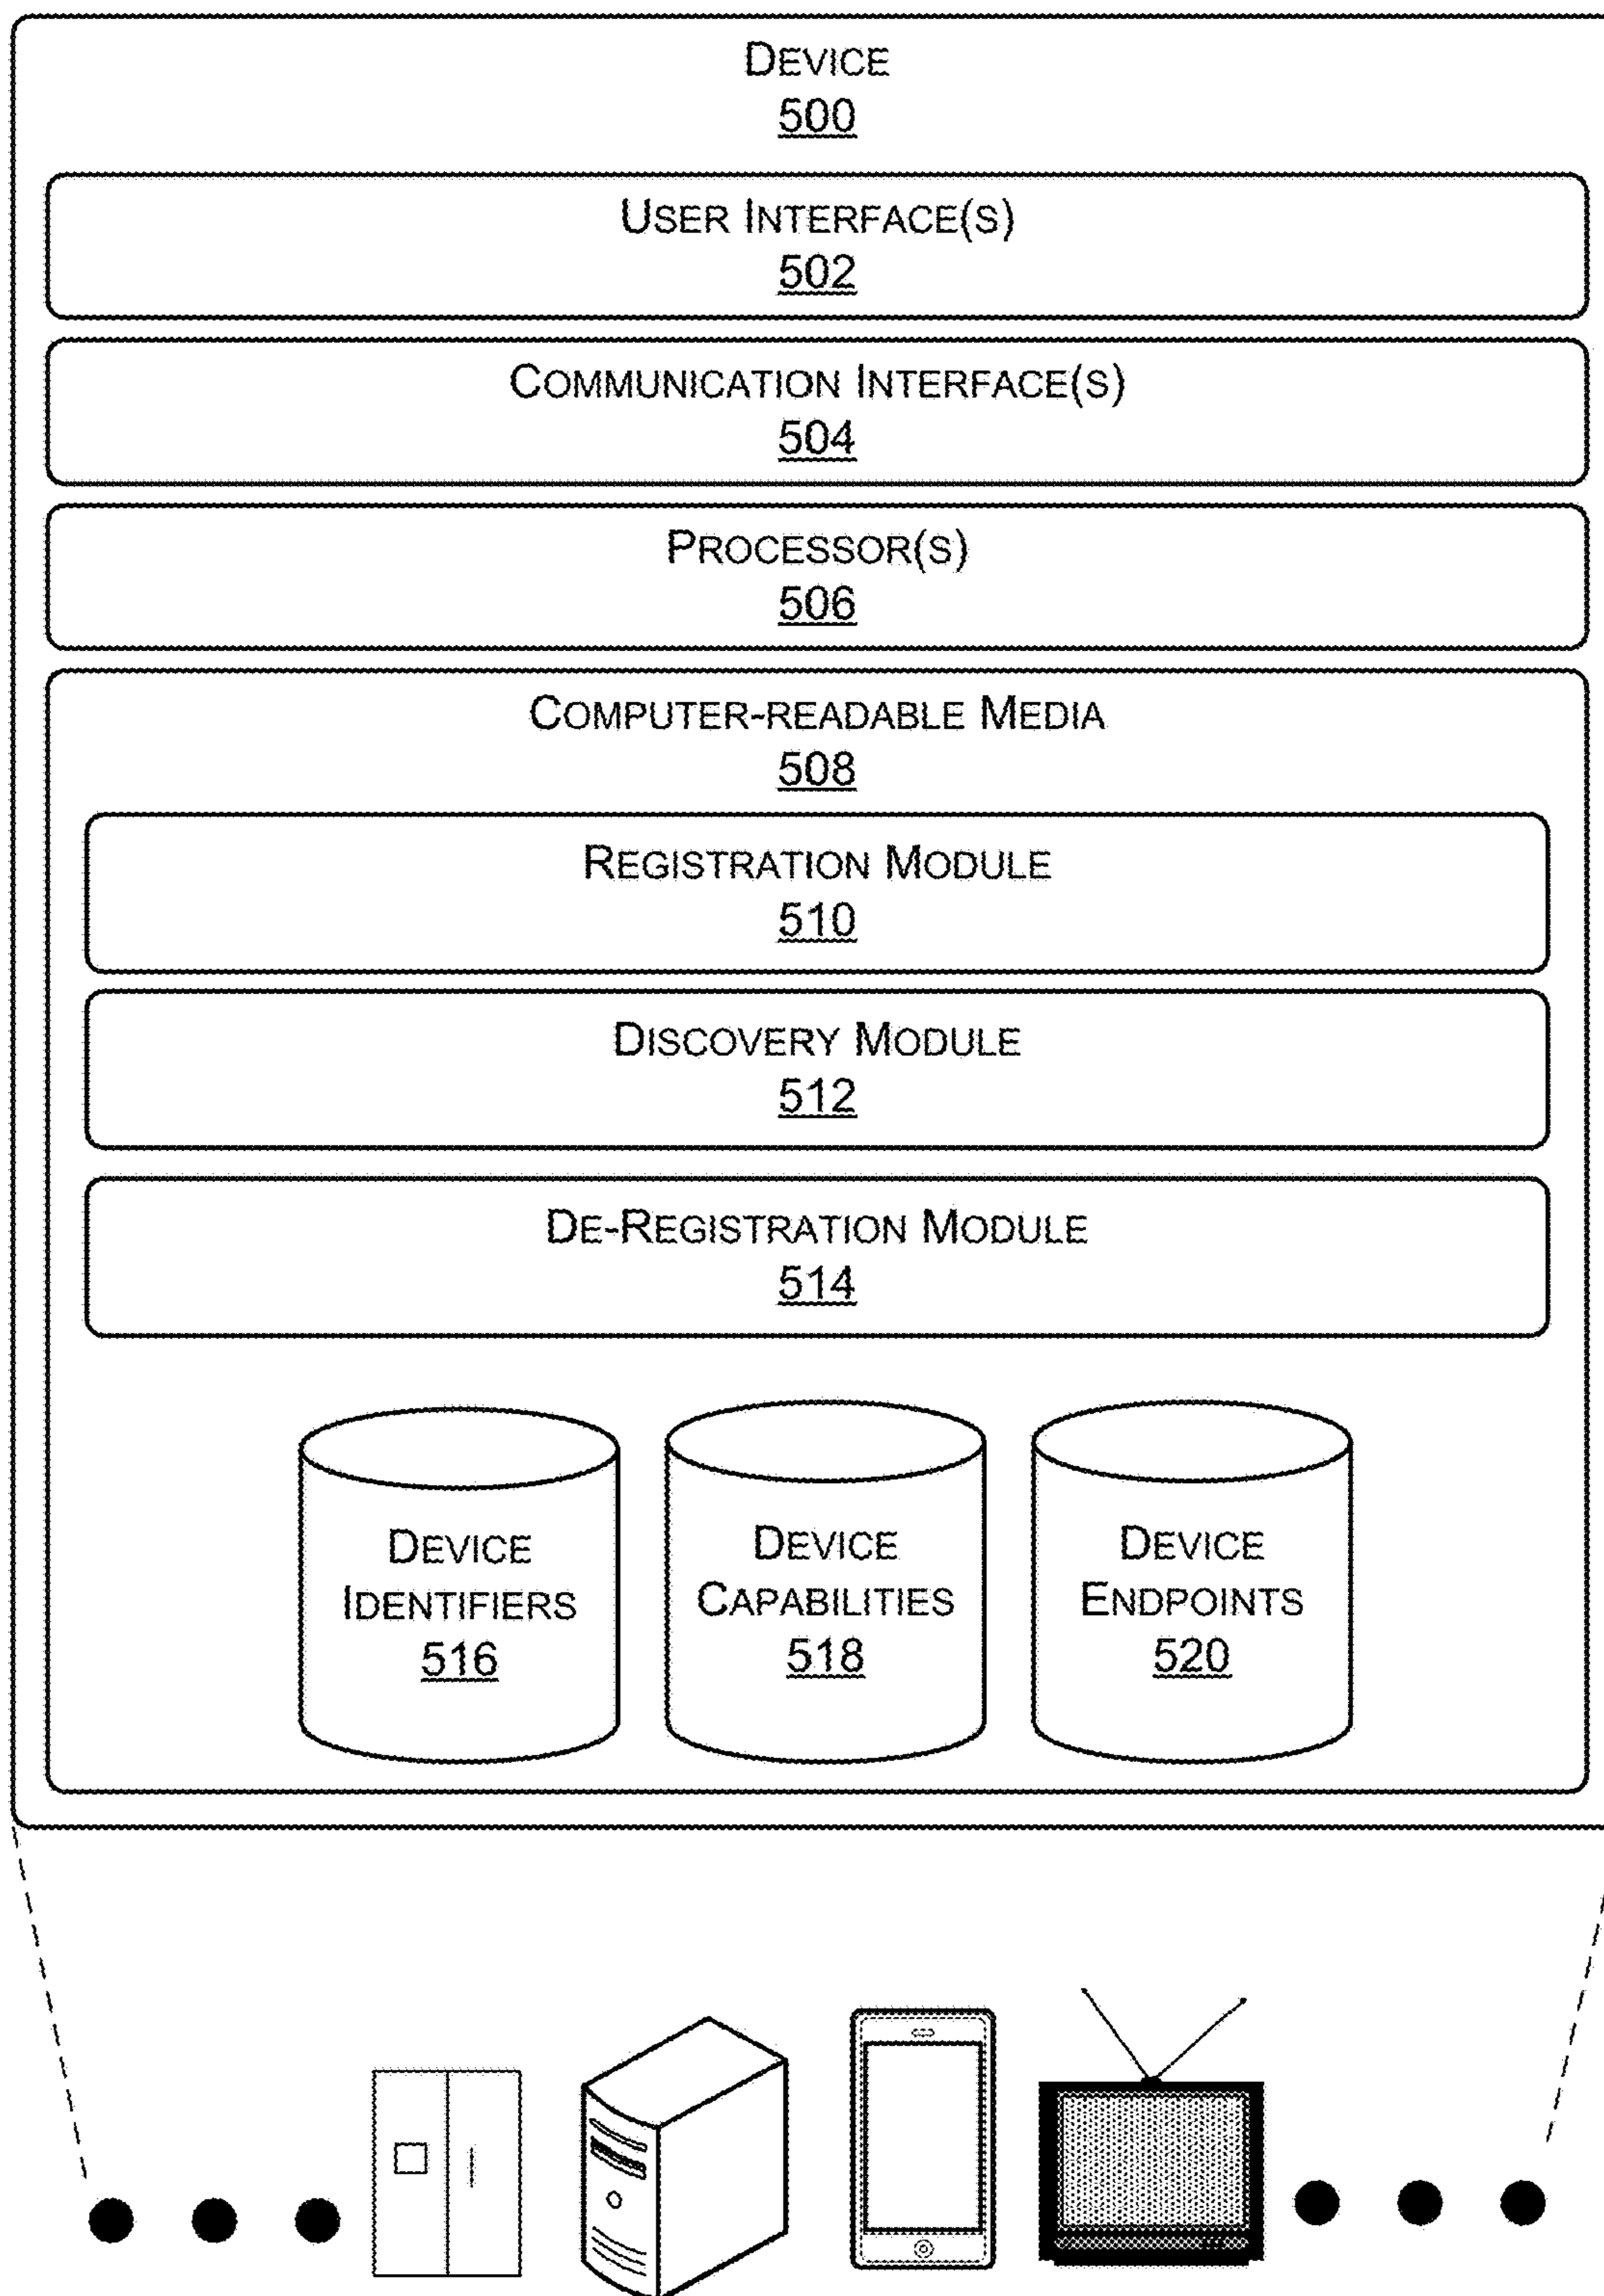 DEVICE
500
USER INTERFACE(S)
502
COMMUNICATION INTERFACE(S)
504
PROCESSOR(S)
506
COMPUTER-READABLE MEDIA
508
REGISTRATION MODULE
510
DISCOVERY MODULE
512
DE-REGISTRATION MODULE
514
DEVICE
IDENTIFIERS
516
DEVICE
CAPABILITIES
518
DEVICE
ENDPOINTS
520